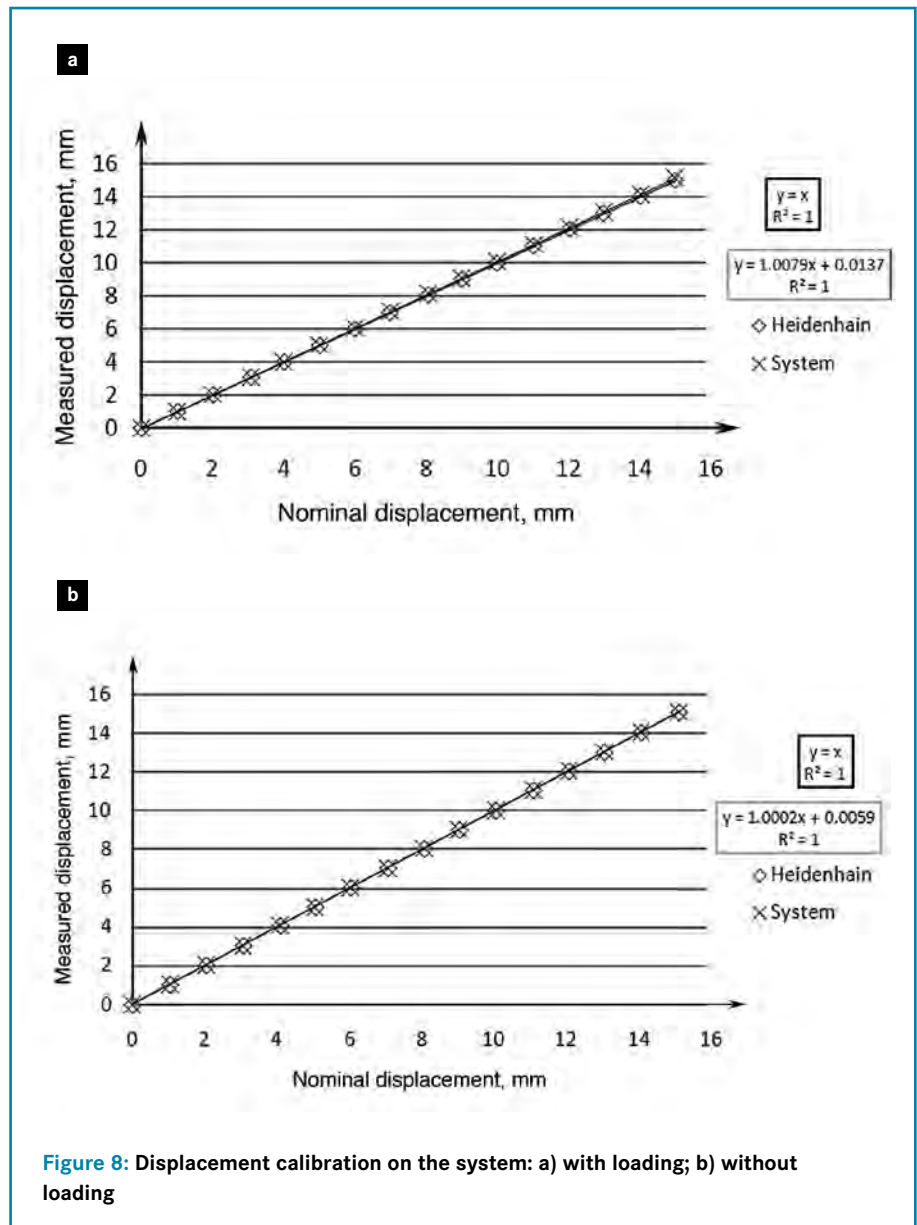 a
Measured displacement, mm
16
14
12
10
8
6
4
2
0
0 2 4 6 8 10 12 14 16
Nominal displacement, mm
y = x
R² = 1
y = 1.0079x + 0.0137
R² = 1
Heidenhain
System
b
Measured displacement, mm
16
14
12
10
8
6
4
2
0
0 2 4 6 8 10 12 14 16
Nominal displacement, mm
y = x
R² = 1
y = 1.0002x + 0.0059
R² = 1
Heidenhain
System
Figure 8: Displacement calibration on the system: a) with loading; b) without
loading